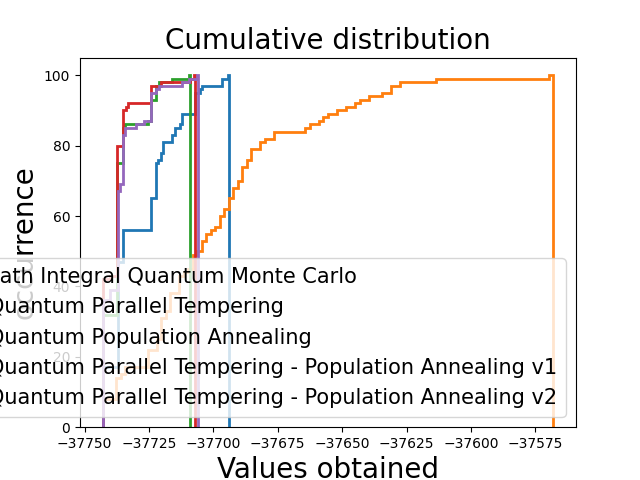 Cumulative distribution
100
80
60
40
20
0
occurrence
ath Integral Quantum Monte Carlo
Quantum Parallel Tempering
Quantum Population Annealing
Quantum Parallel Tempering - Population Annealing v1
Quantum Parallel Tempering - Population Annealing v2
−37750 −37725 −37700 −37675 −37650 −37625 −37600 −37575
Values obtained